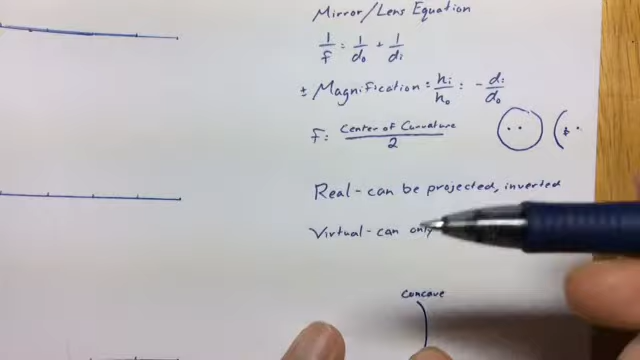 Mirror/Lens Equation
1/f = 1/do + 1/di
± Magnification = hi/ho = - di/do
f = Center of Curvature/2
Real - can be projected, inverted
Virtual - can only
Concave